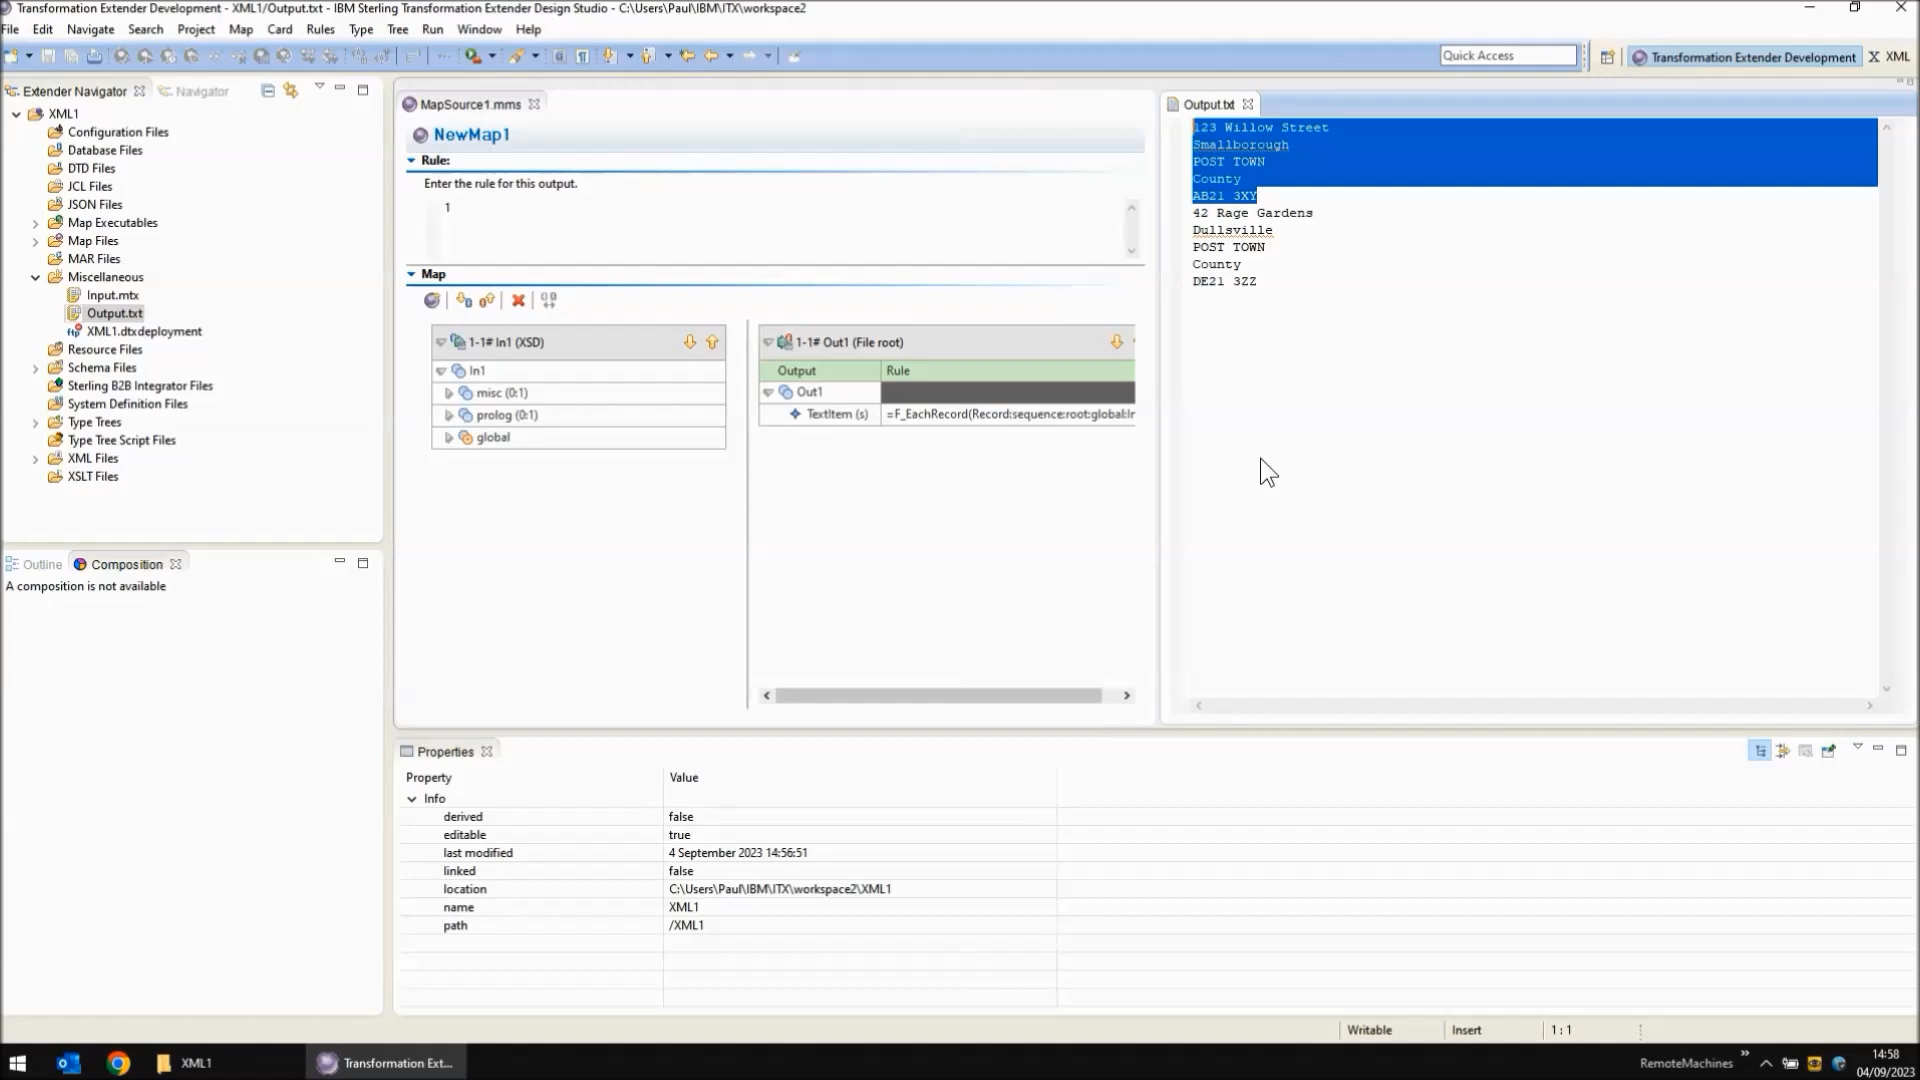 Transformation Extender Development - XML1/Output.txt - IBM Sterling Transformation Extender Design Studio - C:\Users\Paul\IBM\ITX\workspace2
File Edit Navigate Search Project Map Card Rules Type Tree Run Window Help
Quick Access
Transformation Extender Development
XML
Extender Navigator
Navigator
XML1
Configuration Files
Database Files
DTD Files
JCL Files
JSON Files
Map Executables
Map Files
MAR Files
Miscellaneous
Input.mtx
Output.txt
XML1.dtxdeployment
Resource Files
Schema Files
Sterling B2B Integrator Files
System Definition Files
Type Trees
Type Tree Script Files
XML Files
XSLT Files
Outline
Composition
A composition is not available
MapSource1.mms
NewMap1
Rule:
Enter the rule for this output.
1
Map
1-1# In1 (XSD)
In1
misc (0:1)
prolog (0:1)
global
1-1# Out1 (File root)
Output Rule
Out1
TextItem (s) =F_EachRecord(Record:sequence:root:global:Ir
Output.txt
123 Willow Street
Smallborough
POST TOWN
County
AB21 3XY
42 Rage Gardens
Dullsville
POST TOWN
County
DE21 3ZZ
Properties
Property Value
Info
derived false
editable true
last modified 4 September 2023 14:56:51
linked false
location C:\Users\Paul\IBM\ITX\workspace2\XML1
name XML1
path /XML1
Writable Insert 1 : 1
XML1
Transformation Ext...
RemoteMachines
14:58
04/09/2023